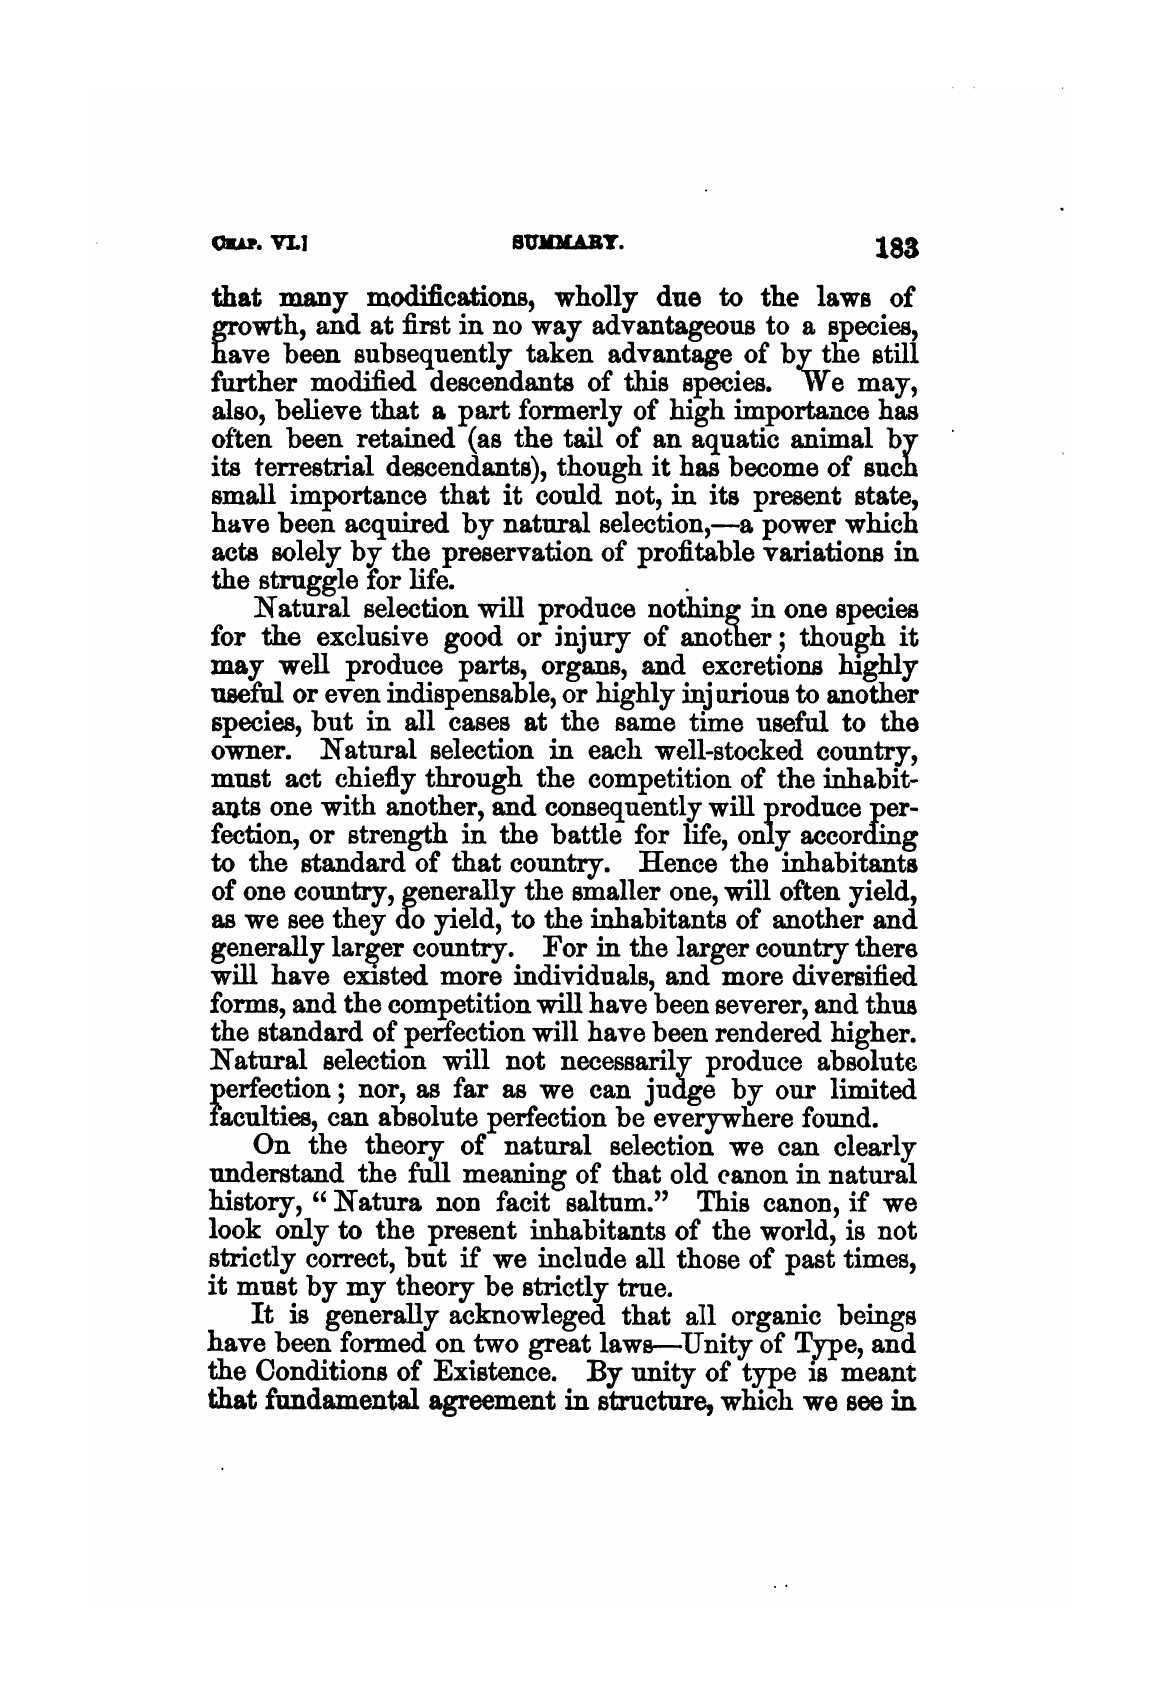 CHAP. VI.] SUMMARY. 183
that many modifications, wholly due to the laws of
growth, and at first in no way advantageous to a species,
have been subsequently taken advantage of by the still
further modified descendants of this species. We may,
also, believe that a part formerly of high importance has
often been retained (as the tail of an aquatic animal by
its terrestrial descendants), though it has become of such
small importance that it could not, in its present state,
have been acquired by natural selection,—a power which
acts solely by the preservation of profitable variations in
the struggle for life.
Natural selection will produce nothing in one species
for the exclusive good or injury of another; though it
may well produce parts, organs, and excretions highly
useful or even indispensable, or highly injurious to another
species, but in all cases at the same time useful to the
owner. Natural selection in each well-stocked country,
must act chiefly through the competition of the inhabit-
ants one with another, and consequently will produce per-
fection, or strength in the battle for life, only according
to the standard of that country. Hence the inhabitants
of one country, generally the smaller one, will often yield,
as we see they do yield, to the inhabitants of another and
generally larger country. For in the larger country there
will have existed more individuals, and more diversified
forms, and the competition will have been severer, and thus
the standard of perfection will have been rendered higher.
Natural selection will not necessarily produce absolute
perfection; nor, as far as we can judge by our limited
faculties, can absolute perfection be everywhere found.
On the theory of natural selection we can clearly
understand the full meaning of that old canon in natural
history, “Natura non facit saltum.” This canon, if we
look only to the present inhabitants of the world, is not
strictly correct, but if we include all those of past times,
it must by my theory be strictly true.
It is generally acknowleged that all organic beings
have been formed on two great laws—Unity of Type, and
the Conditions of Existence. By unity of type is meant
that fundamental agreement in structure, which we see in